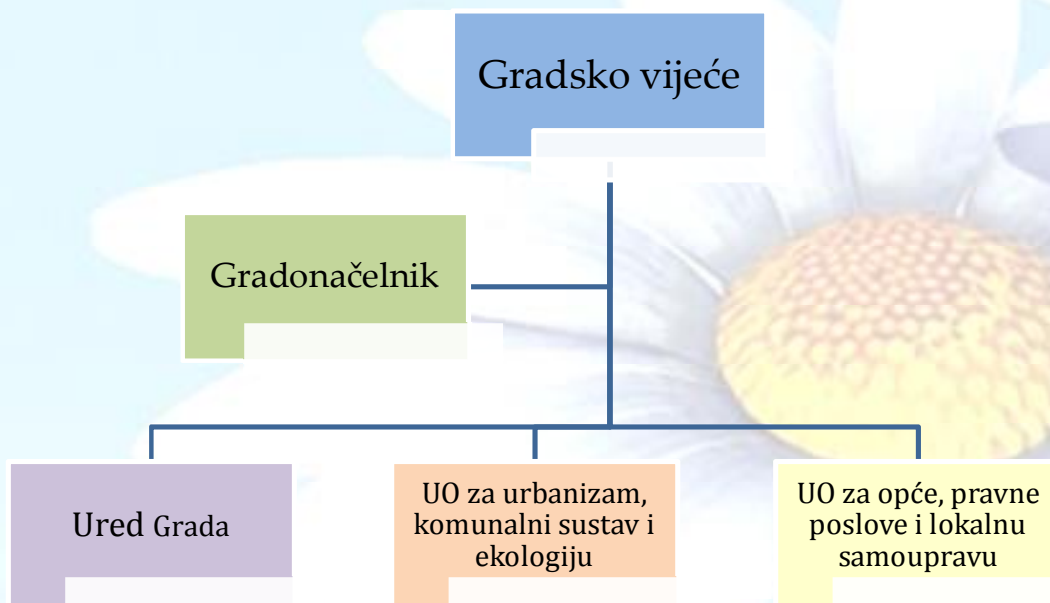 Gradsko vijeće
Gradonačelnik
Ured Grada
UO za urbanizam,
komunalni sustav i
ekologiju
UO za opće, pravne
poslove i lokalnu
samoupravu